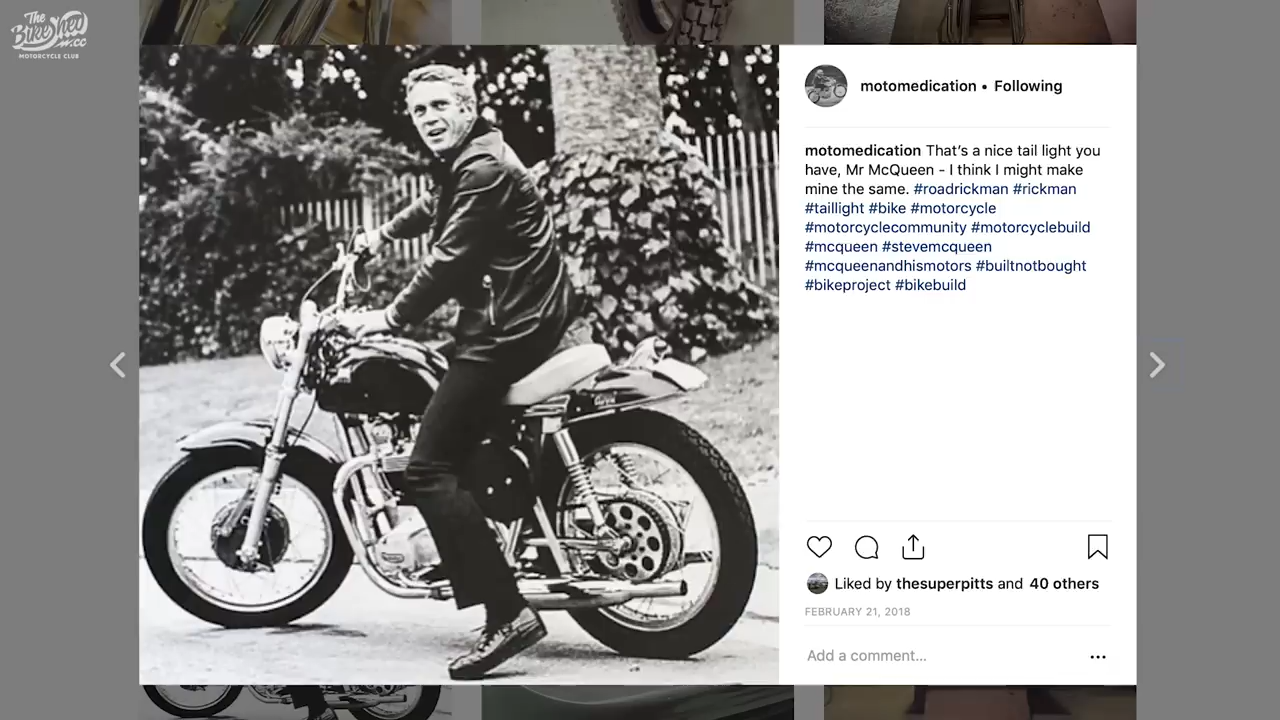 The
Bike Shed
.cc
MOTORCYCLE CLUB
motomedication • Following
motomedication That’s a nice tail light you
have, Mr McQueen - I think I might make
mine the same. #roadrickman #rickman
#taillight #bike #motorcycle
#motorcyclecommunity #motorcyclebuild
#mcqueen #stevemcqueen
#mcqueenandhismotors #builtnotbought
#bikeproject #bikebuild
Liked by thesuperpitts and 40 others
FEBRUARY 21, 2018
Add a comment...